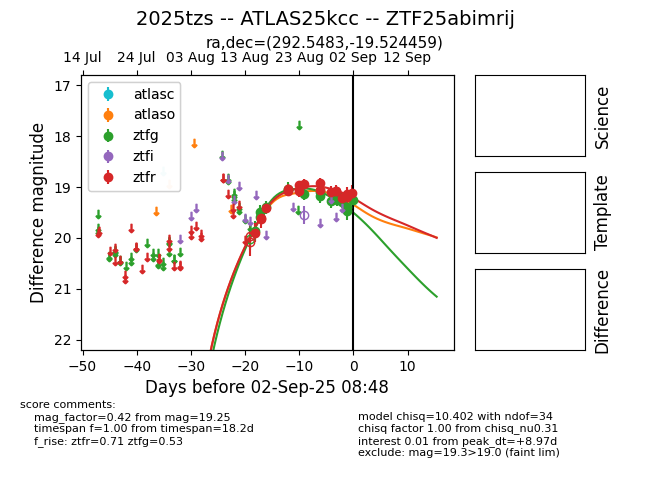 2025tzs -- ATLAS25kcc -- ZTF25abimrij
ra,dec=(292.5483,-19.524459)
14 Jul 24 Jul 03 Aug 13 Aug 23 Aug 02 Sep 12 Sep
17
18
19
20
21
22
Difference magnitude
atlasc
atlaso
ztfg
ztfi
ztfr
−50 −40 −30 −20 −10 0 10
Days before 02-Sep-25 08:48
Science
Template
Difference
score comments:
mag_factor=0.42 from mag=19.25
timespan f=1.00 from timespan=18.2d
f_rise: ztfr=0.71 ztfg=0.53
model chisq=10.402 with ndof=34
chisq factor 1.00 from chisq_nu0.31
interest 0.01 from peak_dt=+8.97d
exclude: mag=19.3>19.0 (faint lim)